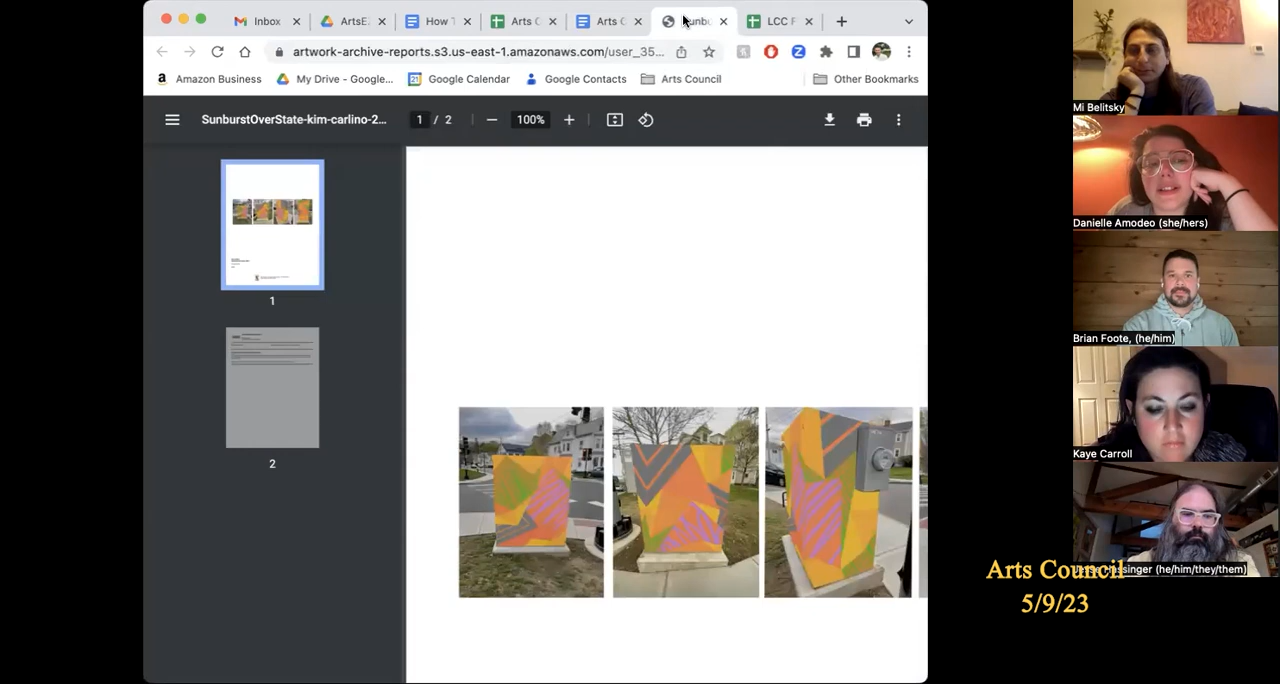 Inbox
ArtsE
How T
Arts C
Arts C
Sunbu
LCC F
artwork-archive-reports.s3.us-east-1.amazonaws.com/user_35...
Amazon Business
My Drive - Google...
Google Calendar
Google Contacts
Arts Council
Other Bookmarks
SunburstOverState-kim-carlino-2...
1 / 2
100%
1
2
Mi Belitsky
Danielle Amodeo (she/hers)
Brian Foote, (he/him)
Kaye Carroll
(he/him/they/them)
Arts Council
5/9/23